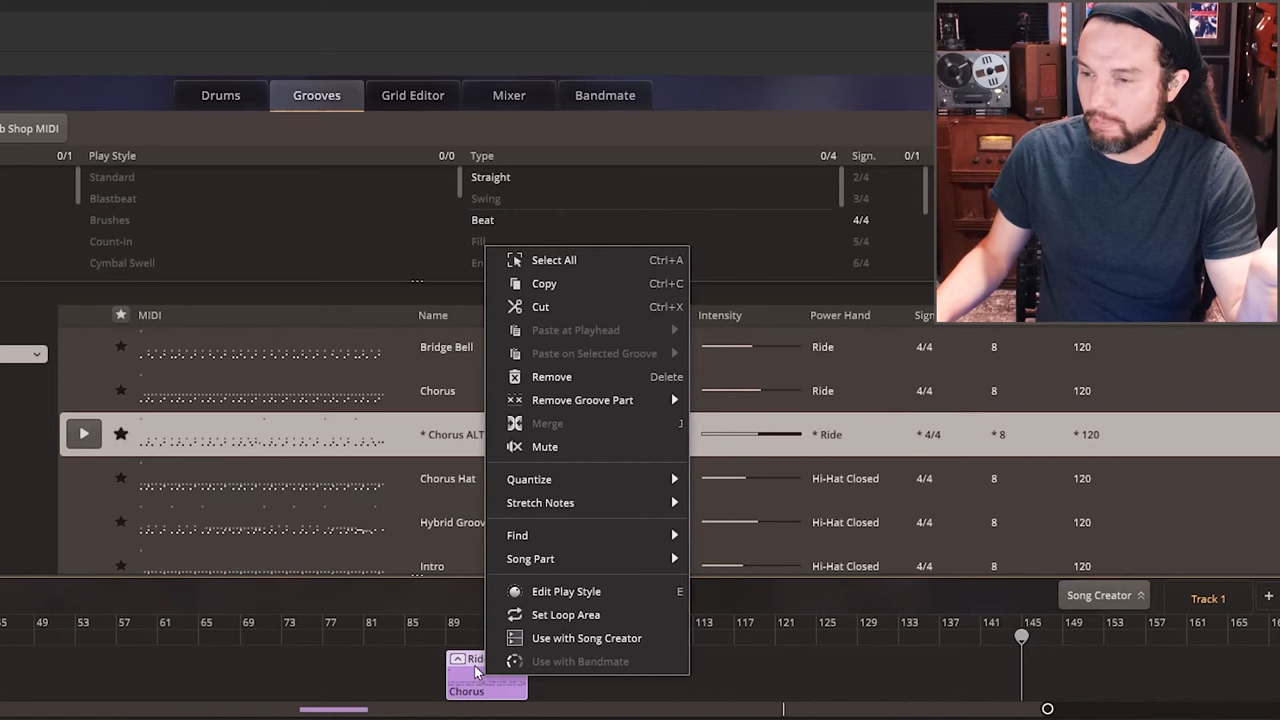 Drums Grooves Grid Editor Mixer Bandmate
b Shop MIDI
0/1 Play Style 0/0 Type 0/4 Sign. 0/1
Standard Straight 2/4
Blastbeat Swing 3/4
Brushes Beat 4/4
Count-In Fill 5/4
Cymbal Swell En 6/4
Select All Ctrl+A
Copy Ctrl+C
Cut Ctrl+X
Paste at Playhead
Paste on Selected Groove
Remove Delete
Remove Groove Part
Merge J
Mute
Quantize
Stretch Notes
Find
Song Part
Edit Play Style E
Set Loop Area
Use with Song Creator
Use with Bandmate
MIDI Name Intensity Power Hand Sign
Bridge Bell Ride 4/4 8 120
Chorus Ride 4/4 8 120
* Chorus ALT * Ride * 4/4 * 8 * 120
Chorus Hat Hi-Hat Closed 4/4 8 120
Hybrid Groov Hi-Hat Closed 4/4 8 120
Intro Hi-Hat Closed 4/4 8 120
Song Creator Track 1 +
49 53 57 61 65 69 73 77 81 85 89 113 117 121 125 129 133 137 141 145 149 153 157 161 165
Rid
Chorus